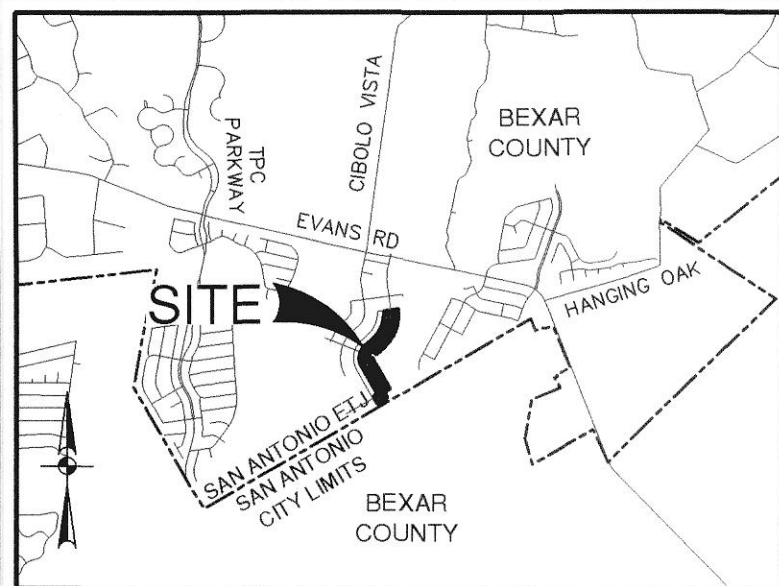 BEXAR
COUNTY
CIBOLO VISTA
TPC
PARKWAY
EVANS RD
HANGING OAK
SITE
SAN ANTONIO ETJ
SAN ANTONIO
CITY LIMITS
BEXAR
COUNTY